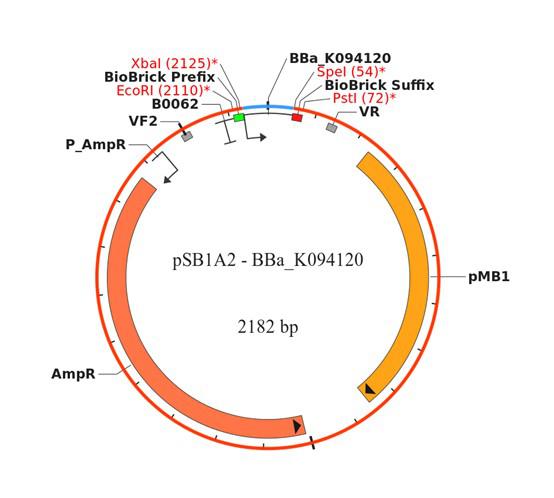 BBa_K094120
XbaI (2125)*
SpeI (54)*
BioBrick Prefix
BioBrick Suffix
EcoRI (2110)*
PstI (72)*
B0062
VR
VF2
P_AmpR
pSB1A2 - BBa_K094120
pMB1
2182 bp
AmpR